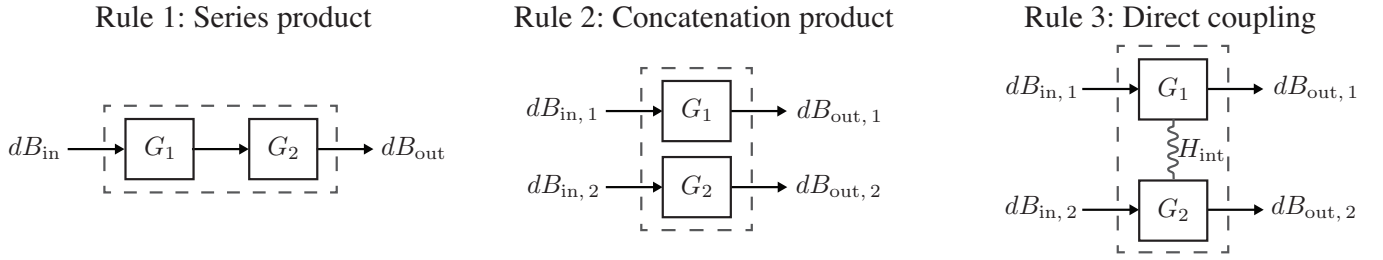 Rule 1: Series product
dB_in G_1 G_2 dB_out
Rule 2: Concatenation product
dB_in, 1 G_1 dB_out, 1
dB_in, 2 G_2 dB_out, 2
Rule 3: Direct coupling
dB_in, 1 G_1 dB_out, 1
H_int
dB_in, 2 G_2 dB_out, 2